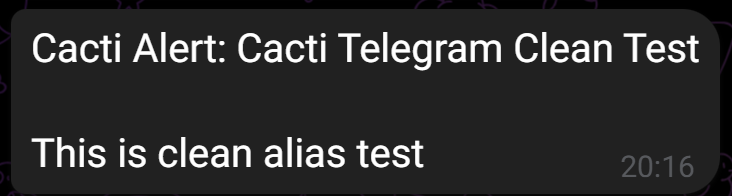 Cacti Alert: Cacti Telegram Clean Test
This is clean alias test
20:16